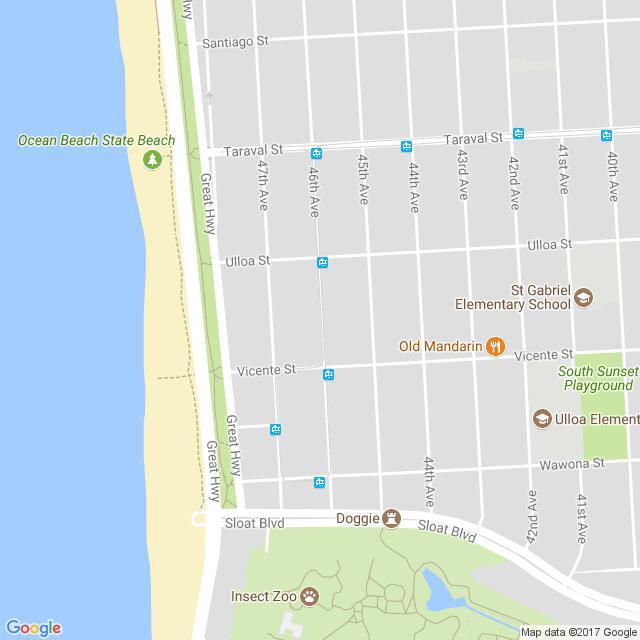 Hwy
Hwy
Santiago St
Ocean Beach State Beach
Taraval St
Taraval St
47th Ave
46th Ave
45th Ave
44th Ave
43rd Ave
42nd Ave
41st Ave
40th Ave
Great Hwy
Ulloa St
Ulloa St
St Gabriel
Elementary School
Old Mandarin
Vicente St
Vicente St
South Sunset
Playground
Great Hwy
Great Hwy
Ulloa Element
44th Ave
Wawona St
42nd Ave
41st Ave
Sloat Blvd
Doggie
Sloat Blvd
Insect Zoo
Google
Map data ©2017 Google